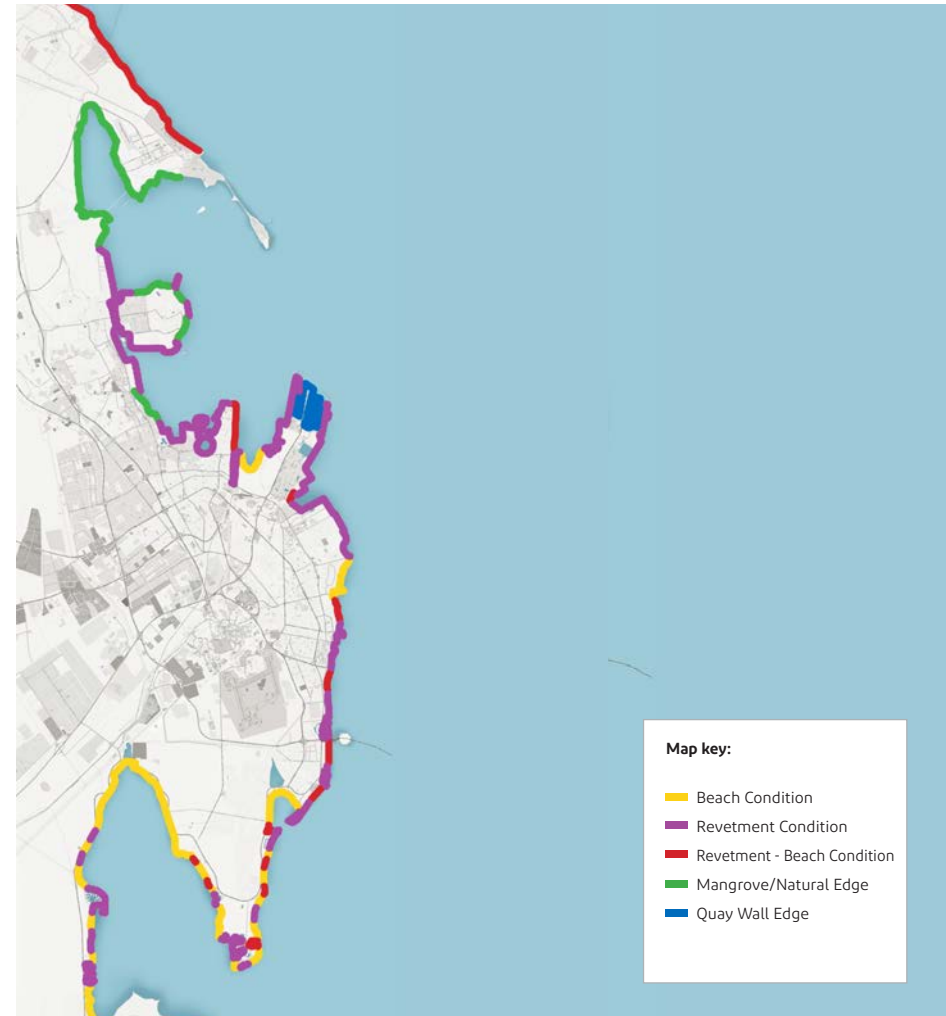 Map key:
Beach Condition
Revetment Condition
Revetment - Beach Condition
Mangrove/Natural Edge
Quay Wall Edge